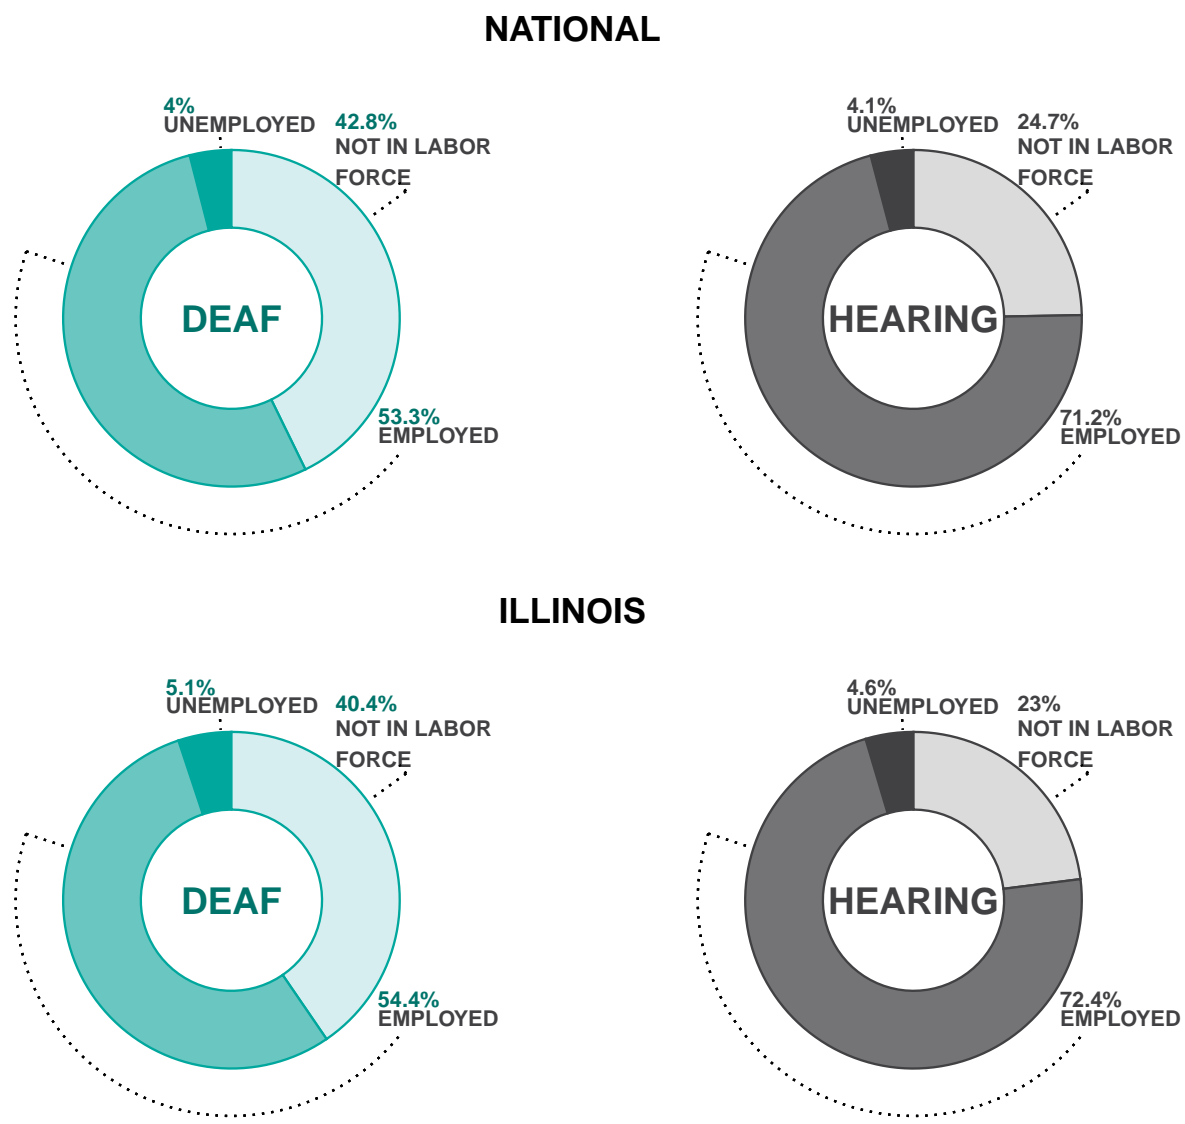 NATIONAL
4%
UNEMPLOYED
42.8%
NOT IN LABOR
FORCE
DEAF
53.3%
EMPLOYED
4.1%
UNEMPLOYED
24.7%
NOT IN LABOR
FORCE
HEARING
71.2%
EMPLOYED
ILLINOIS
5.1%
UNEMPLOYED
40.4%
NOT IN LABOR
FORCE
DEAF
54.4%
EMPLOYED
4.6%
UNEMPLOYED
23%
NOT IN LABOR
FORCE
HEARING
72.4%
EMPLOYED